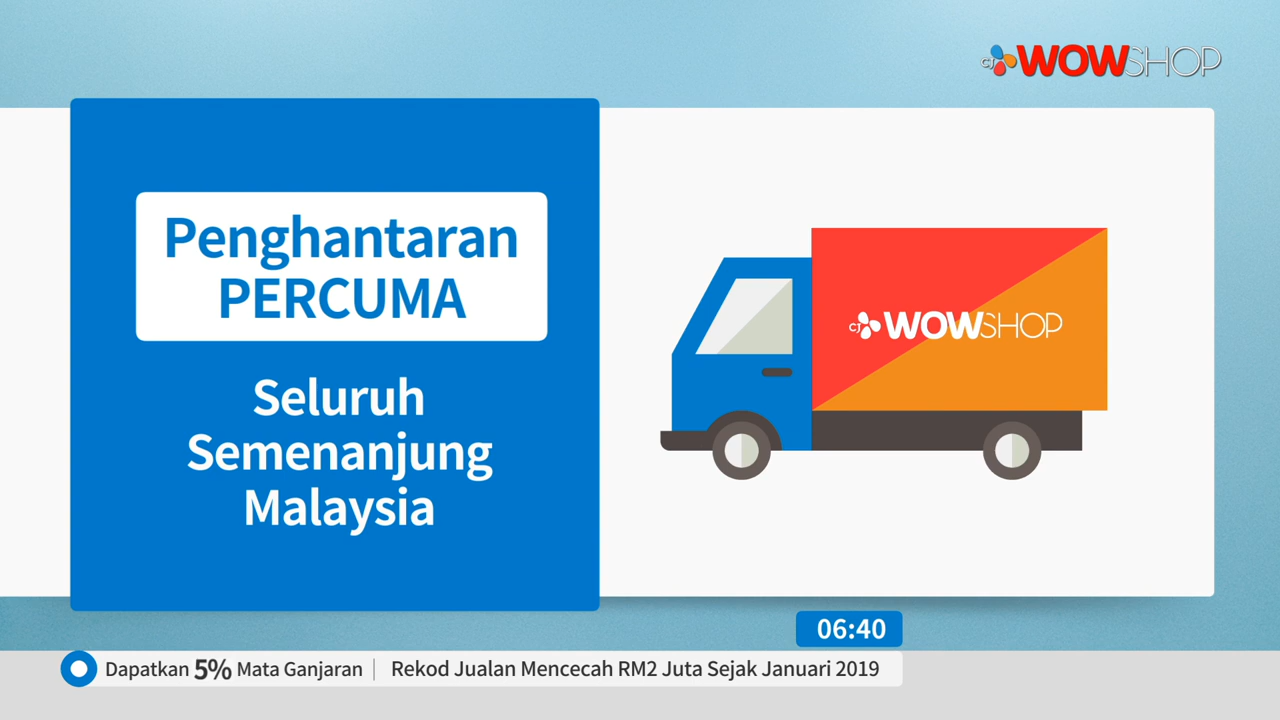 CJ WOWSHOP
Penghantaran
PERCUMA
Seluruh
Semenanjung
Malaysia
CJ WOWSHOP
06:40
Dapatkan 5% Mata Ganjaran | Rekod Jualan Mencecah RM2 Juta Sejak Januari 2019